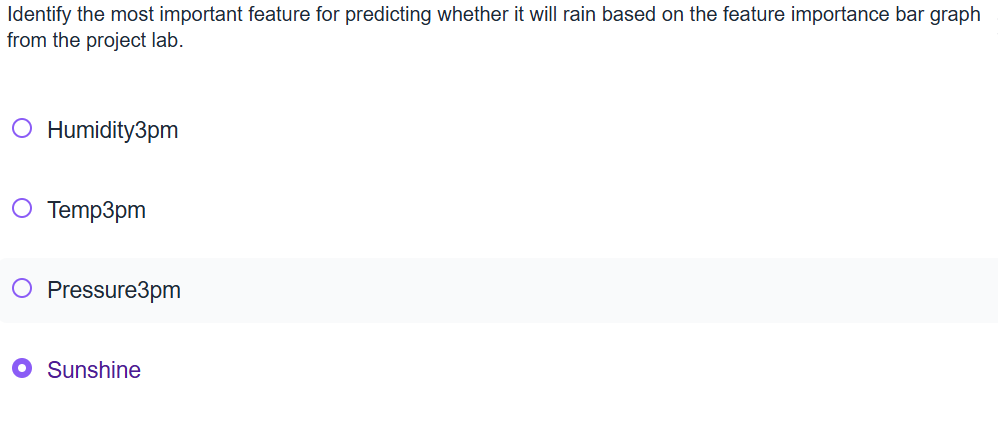 Identify the most important feature for predicting whether it will rain based on the feature importance bar graph
from the project lab.
Humidity3pm
Temp3pm
Pressure3pm
Sunshine